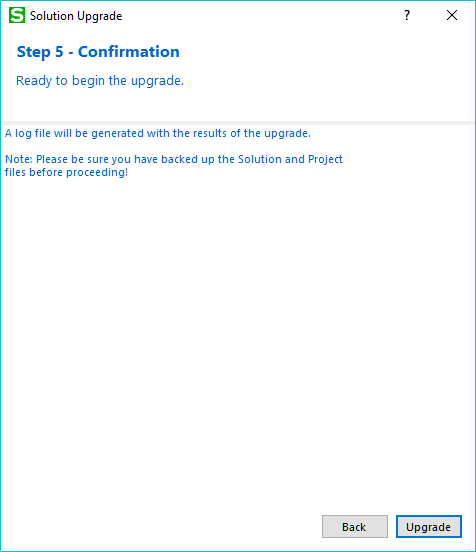 S Solution Upgrade ?
Step 5 - Confirmation
Ready to begin the upgrade.
A log file will be generated with the results of the upgrade.
Note: Please be sure you have backed up the Solution and Project
files before proceeding!
Back Upgrade